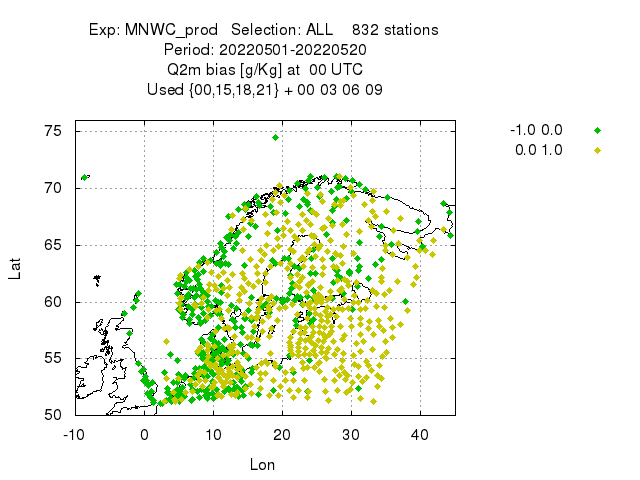 Exp: MNWC_prod   Selection: ALL    832 stations
Period: 20220501-20220520
Q2m bias [g/Kg] at  00 UTC
Used {00,15,18,21} + 00 03 06 09
-1.0 0.0
0.0 1.0
75
70
65
60
55
50
Lat
-10 0 10 20 30 40
Lon